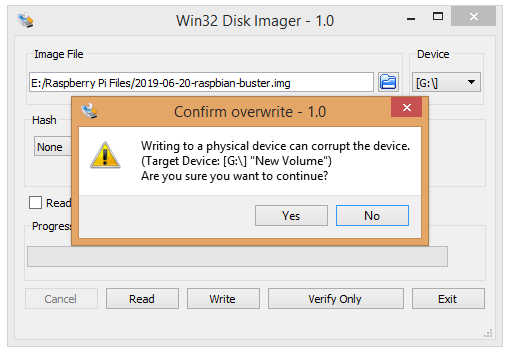 Win32 Disk Imager - 1.0
Image File
Device
E:/Raspberry Pi Files/2019-06-20-raspbian-buster.img
[G:\]
Confirm overwrite - 1.0
Hash
None
Writing to a physical device can corrupt the device.
(Target Device: [G:\] "New Volume")
Are you sure you want to continue?
Yes
No
Read
Progres
Cancel
Read
Write
Verify Only
Exit